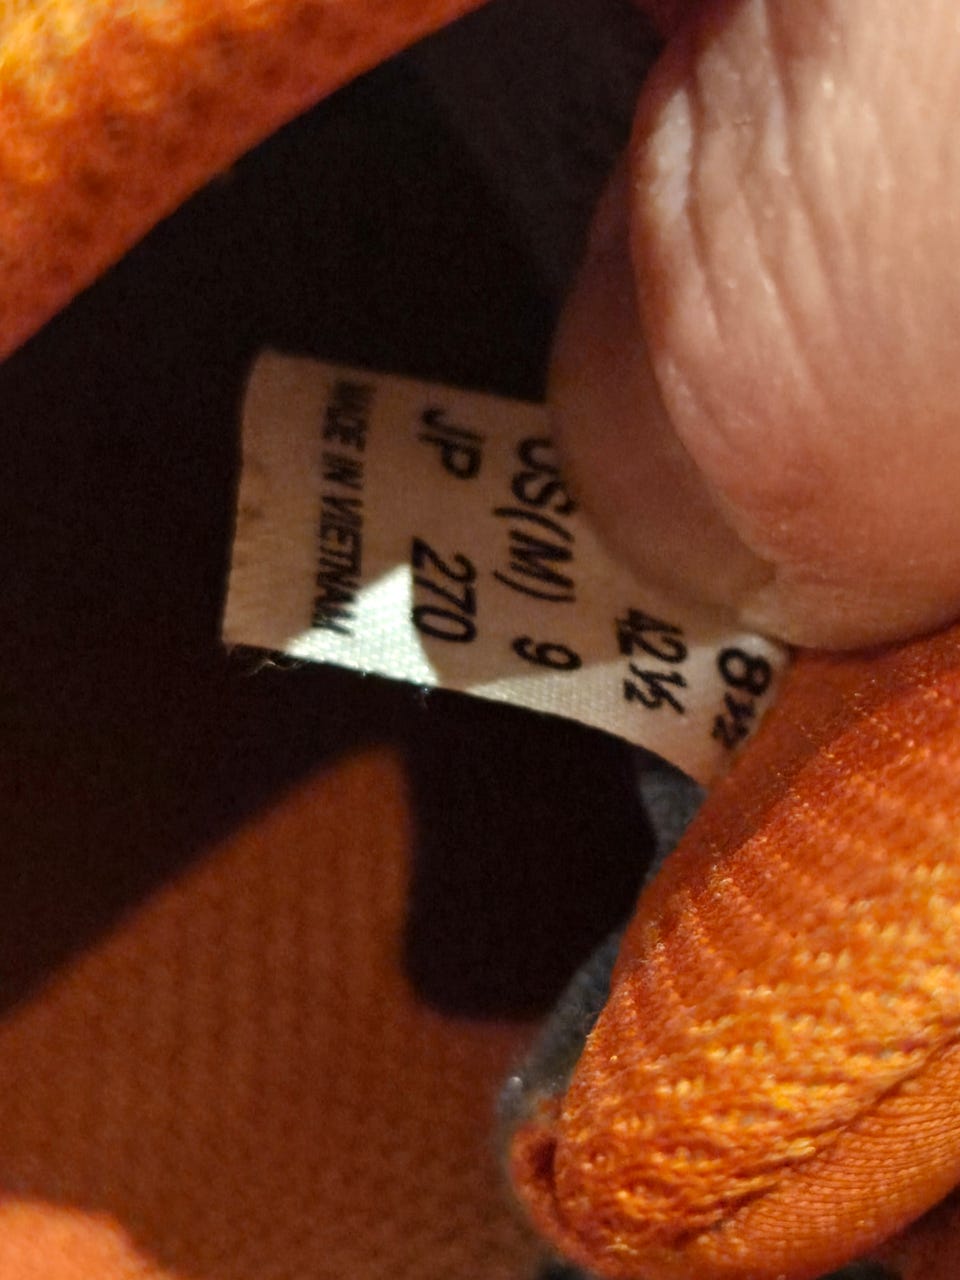 8½
42½
US(M) 9
JP 270
MADE IN VIETNAM